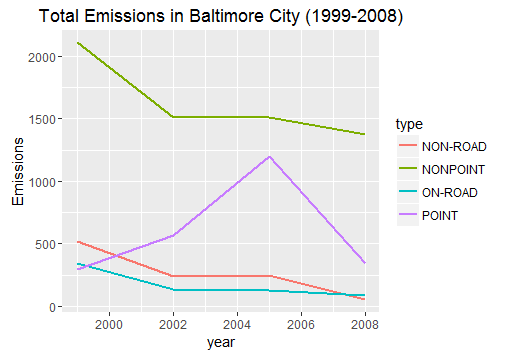 Total Emissions in Baltimore City (1999-2008)
2000
1500
1000
500
0
Emissions
2000
2002
2004
2006
2008
year
type
NON-ROAD
NONPOINT
ON-ROAD
POINT